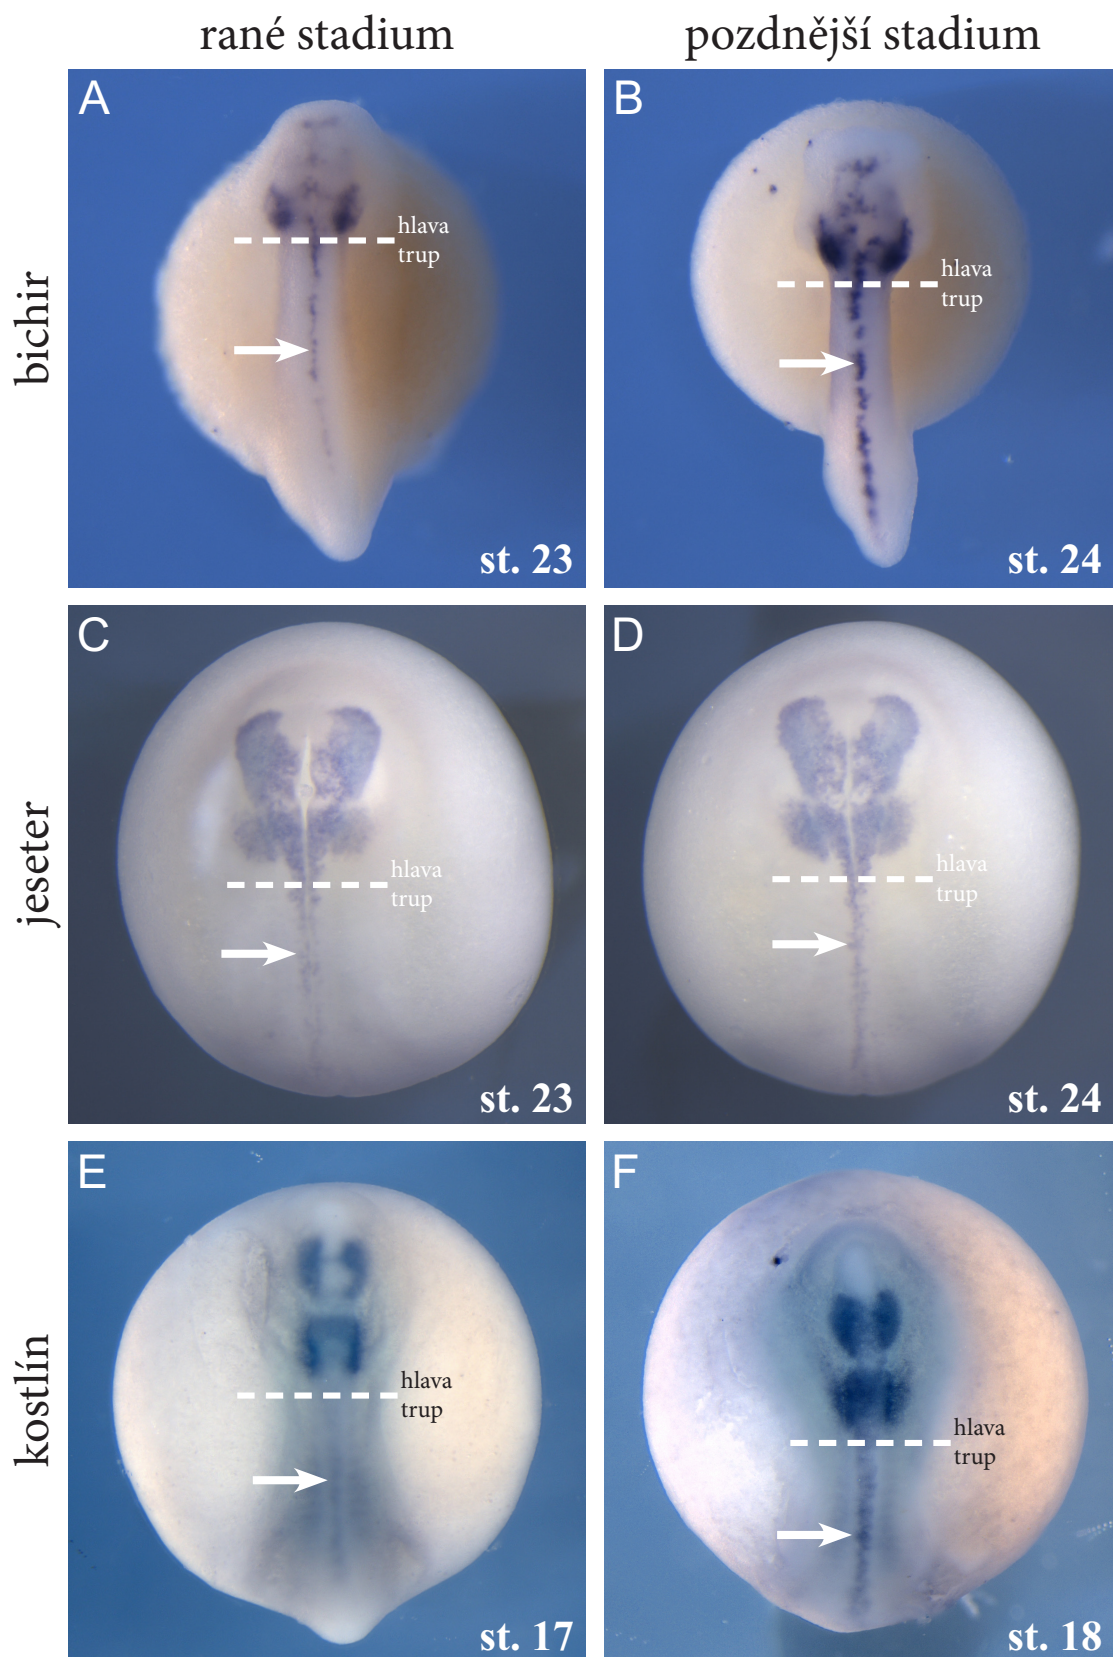 rané stadium
pozdnější stadium
bichir
A
hlava
trup
st. 23
B
hlava
trup
st. 24
jeseter
C
hlava
trup
st. 23
D
hlava
trup
st. 24
kostlín
E
hlava
trup
st. 17
F
hlava
trup
st. 18